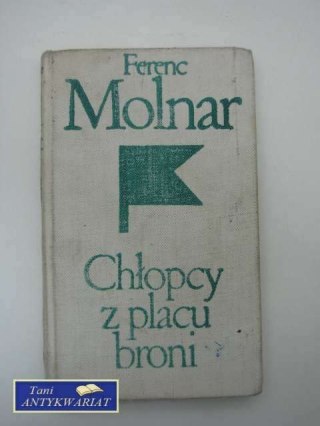 Ferenc
Molnar
Chłopcy
z placu
broni
Tani
ANTYKWARIAT